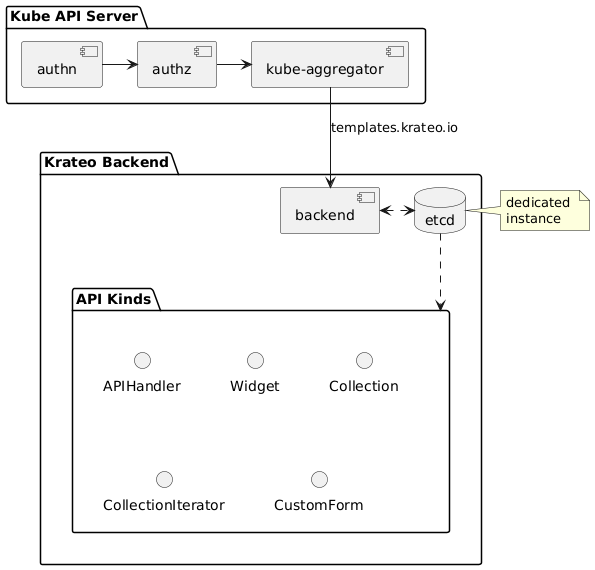 Kube API Server
authn
authz
kube-aggregator
templates.krateo.io
Krateo Backend
backend
etcd
dedicated
instance
API Kinds
APIHandler
Widget
Collection
CollectionIterator
CustomForm